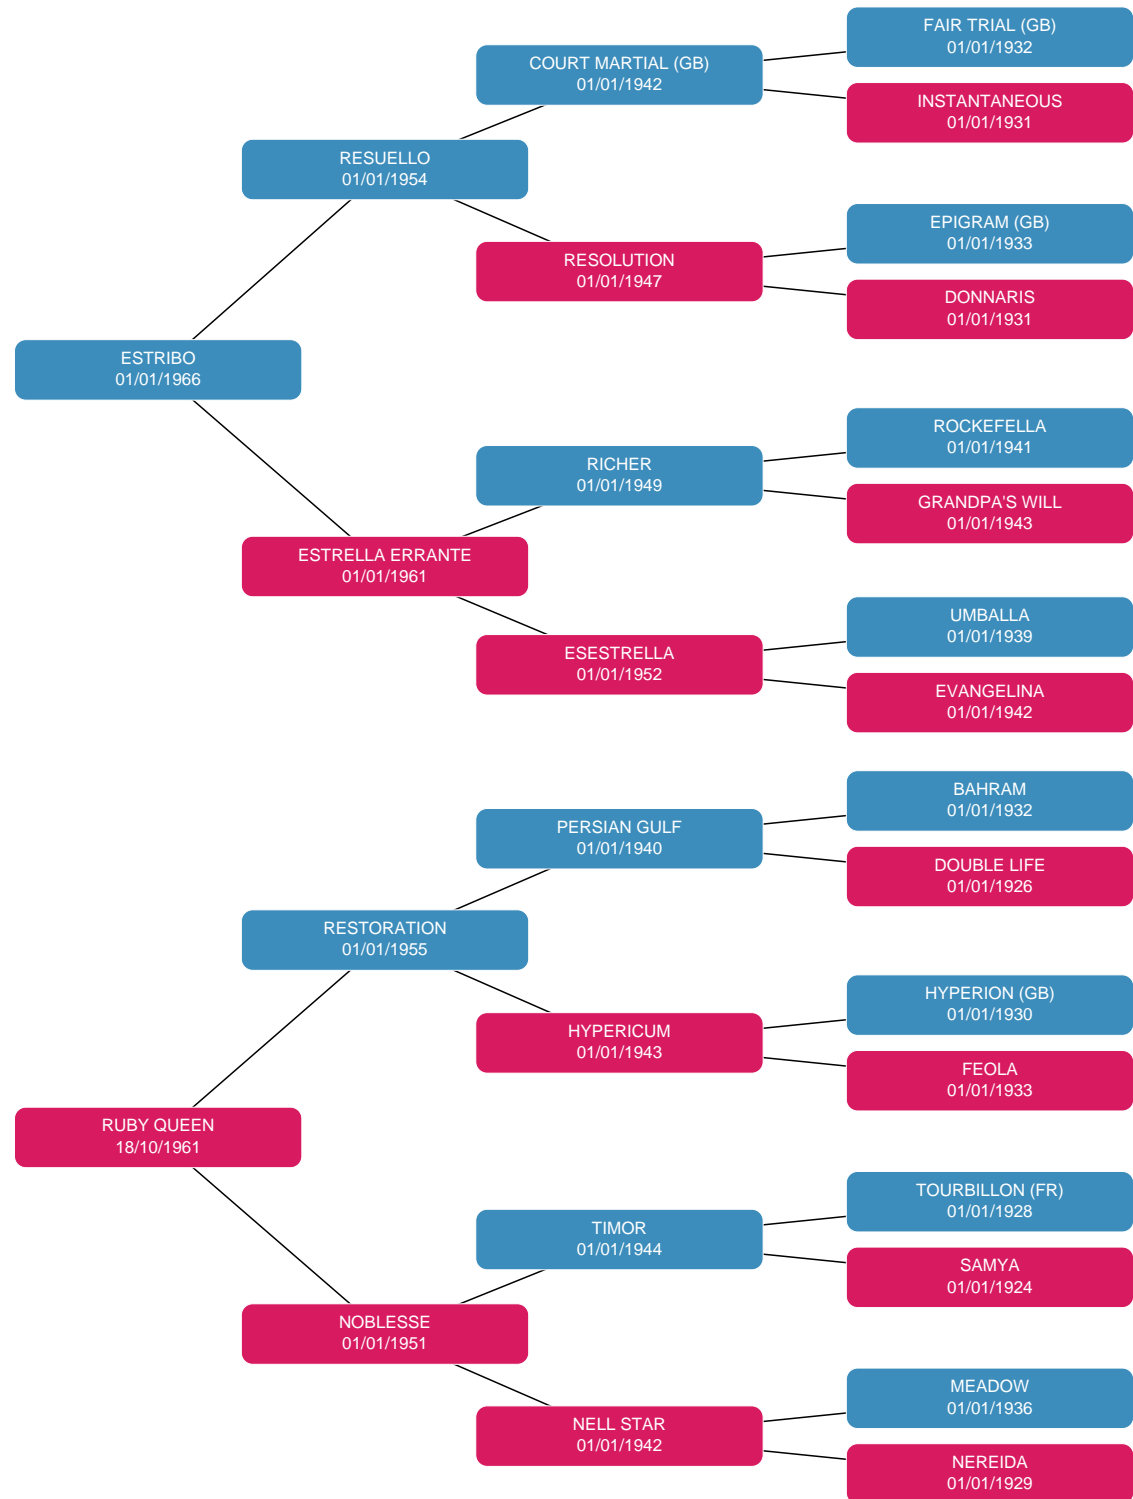 FAIR TRIAL (GB)
01/01/1932
COURT MARTIAL (GB)
01/01/1942
INSTANTANEOUS
01/01/1931
RESUELLO
01/01/1954
EPIGRAM (GB)
01/01/1933
RESOLUTION
01/01/1947
DONNARIS
01/01/1931
ESTRIBO
01/01/1966
ROCKEFELLA
01/01/1941
RICHER
01/01/1949
GRANDPA'S WILL
01/01/1943
ESTRELLA ERRANTE
01/01/1961
UMBALLA
01/01/1939
ESESTRELLA
01/01/1952
EVANGELINA
01/01/1942
BAHRAM
01/01/1932
PERSIAN GULF
01/01/1940
DOUBLE LIFE
01/01/1926
RESTORATION
01/01/1955
HYPERION (GB)
01/01/1930
HYPERICUM
01/01/1943
FEOLA
01/01/1933
RUBY QUEEN
18/10/1961
TOURBILLON (FR)
01/01/1928
TIMOR
01/01/1944
SAMYA
01/01/1924
NOBLESSE
01/01/1951
MEADOW
01/01/1936
NELL STAR
01/01/1942
NEREIDA
01/01/1929